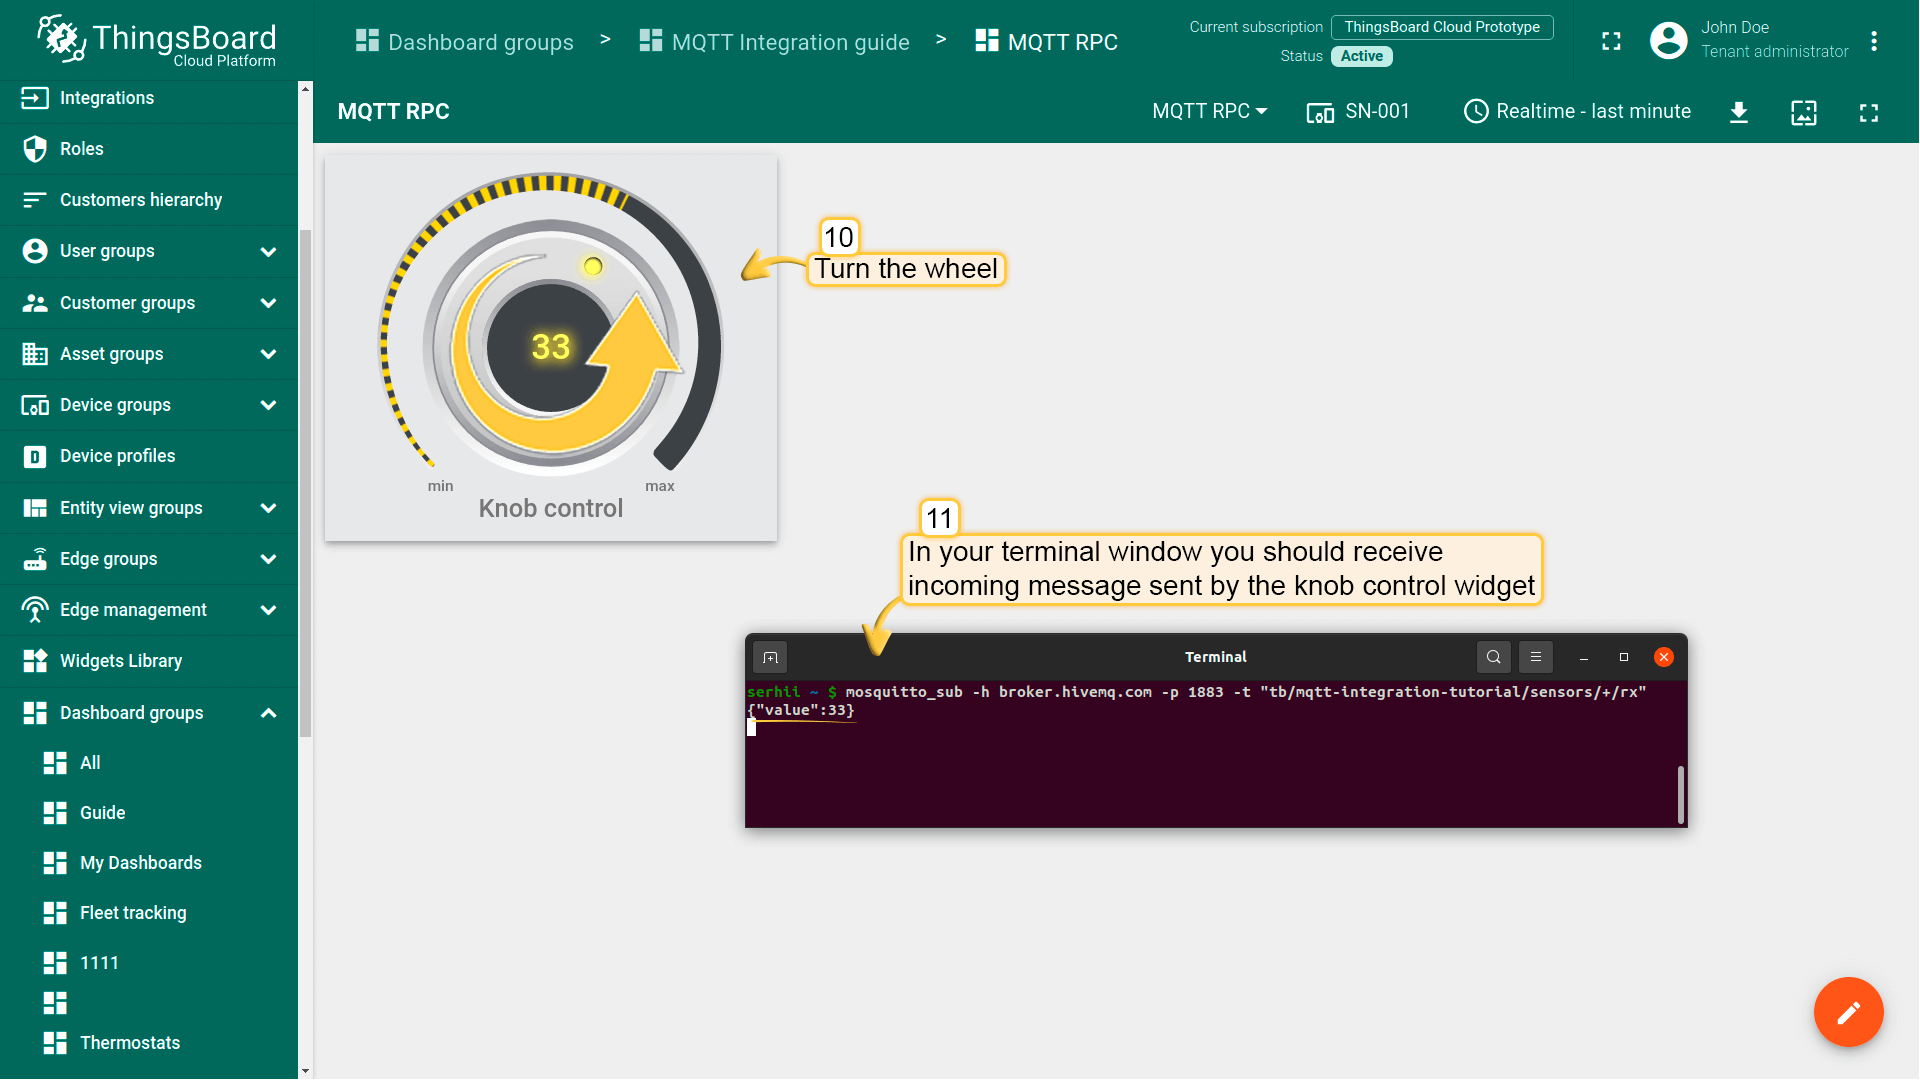 ThingsBoard
Cloud Platform
Dashboard groups > MQTT Integration guide > MQTT RPC
Current subscription ThingsBoard Cloud Prototype
Status Active
John Doe
Tenant administrator
Integrations
Roles
Customers hierarchy
User groups
Customer groups
Asset groups
Device groups
D Device profiles
Entity view groups
Edge groups
Edge management
Widgets Library
Dashboard groups
All
Guide
My Dashboards
Fleet tracking
1111
Thermostats
MQTT RPC
MQTT RPC
SN-001
Realtime - last minute
33
min
max
Knob control
10
Turn the wheel
11
In your terminal window you should receive
incoming message sent by the knob control widget
Terminal
serhii ~ $ mosquitto_sub -h broker.hivemq.com -p 1883 -t "tb/mqtt-integration-tutorial/sensors/+/rx"
{"value":33}